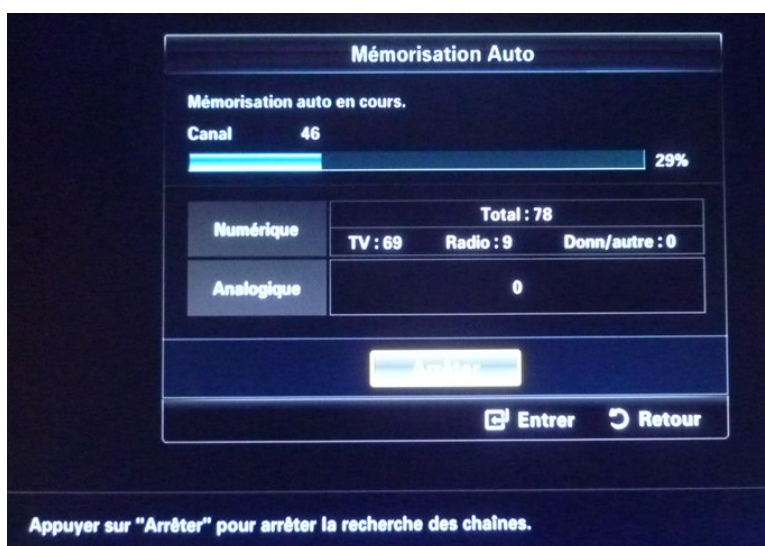 Mémorisation Auto
Mémorisation auto en cours.
Canal 46
29%
Numérique
Total : 78
TV : 69 Radio : 9 Donn/autre : 0
Analogique
0
Arrêter
Entrer Retour
Appuyer sur "Arrêter" pour arrêter la recherche des chaînes.